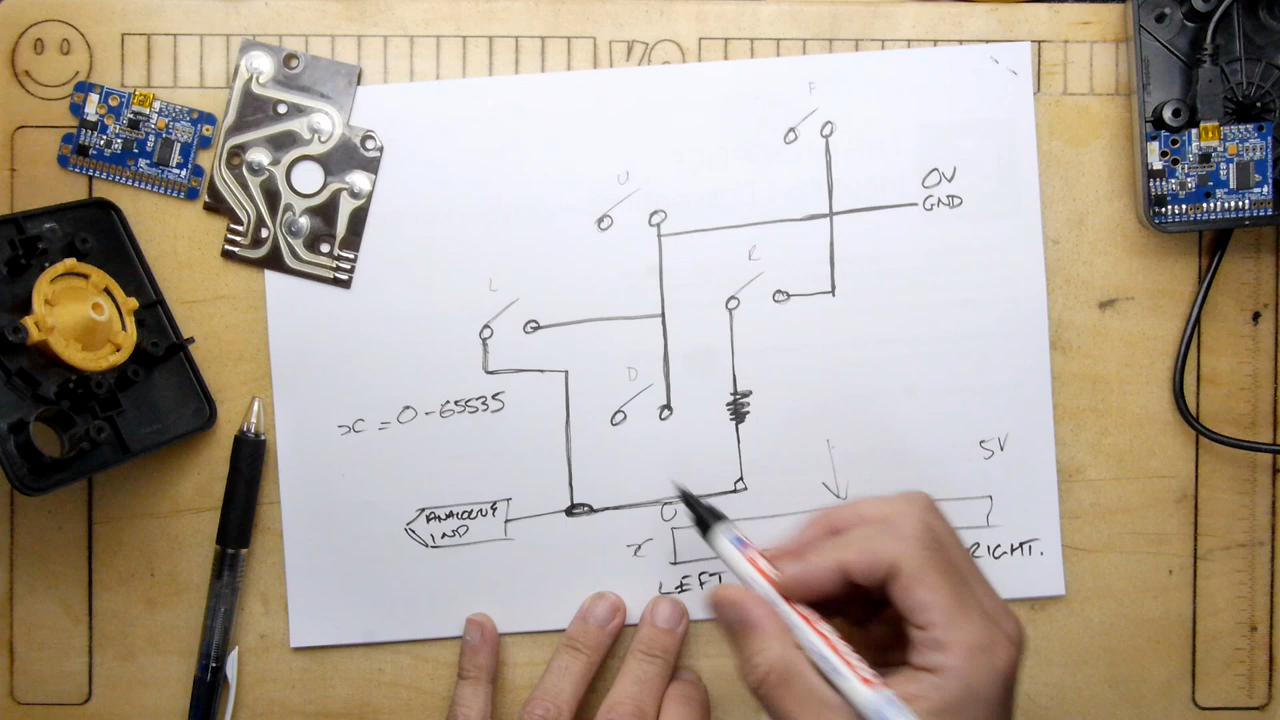 F
0V
GND
U
R
L
D
x = 0-65535
5V
ANALOGUE
IND
0
x
LEFT
RIGHT.